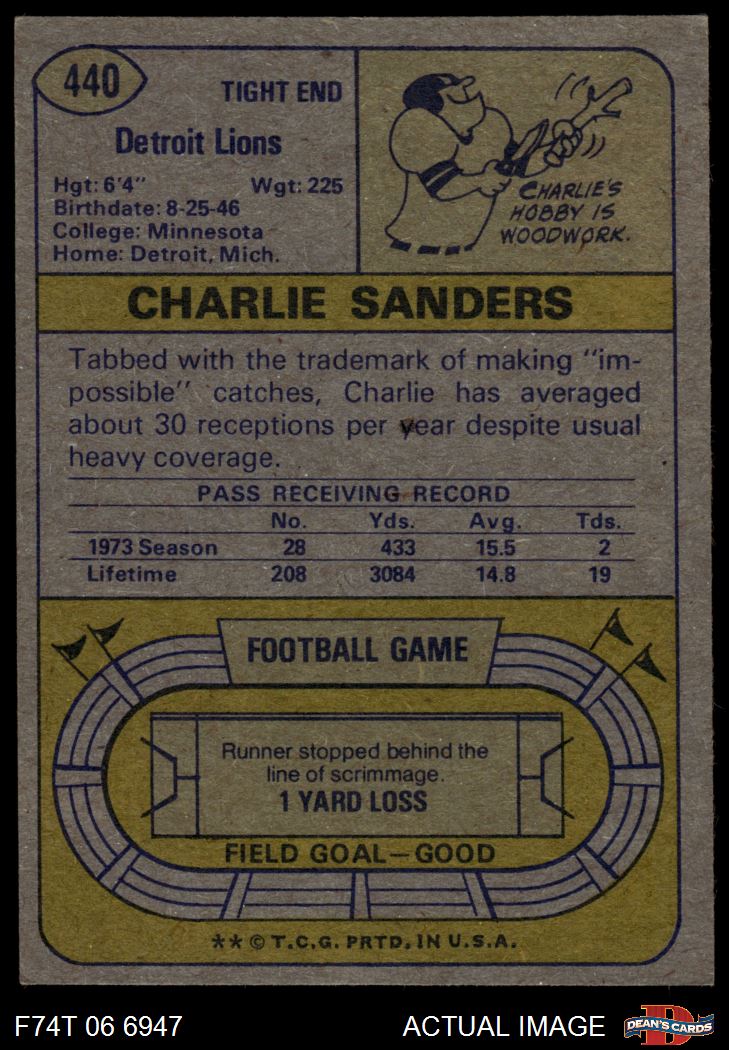 440
TIGHT END
Detroit Lions
Hgt: 6'4" Wgt: 225
Birthdate: 8-25-46
College: Minnesota
Home: Detroit, Mich.
CHARLIE'S
HOBBY IS
WOODWORK.
CHARLIE SANDERS
Tabbed with the trademark of making "im-
possible" catches, Charlie has averaged
about 30 receptions per year despite usual
heavy coverage.
PASS RECEIVING RECORD
No. Yds. Avg. Tds.
1973 Season 28 433 15.5 2
Lifetime 208 3084 14.8 19
FOOTBALL GAME
Runner stopped behind the
line of scrimmage.
1 YARD LOSS
FIELD GOAL—GOOD
**© T.C.G. PRTD. IN U.S.A.
F74T 06 6947 ACTUAL IMAGE
D
DEAN'S CARDS